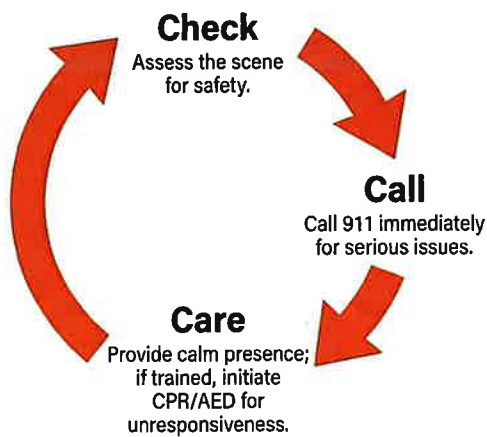 Check
Assess the scene
for safety.
Call
Call 911 immediately
for serious issues.
Care
Provide calm presence;
if trained, initiate
CPR/AED for
unresponsiveness.